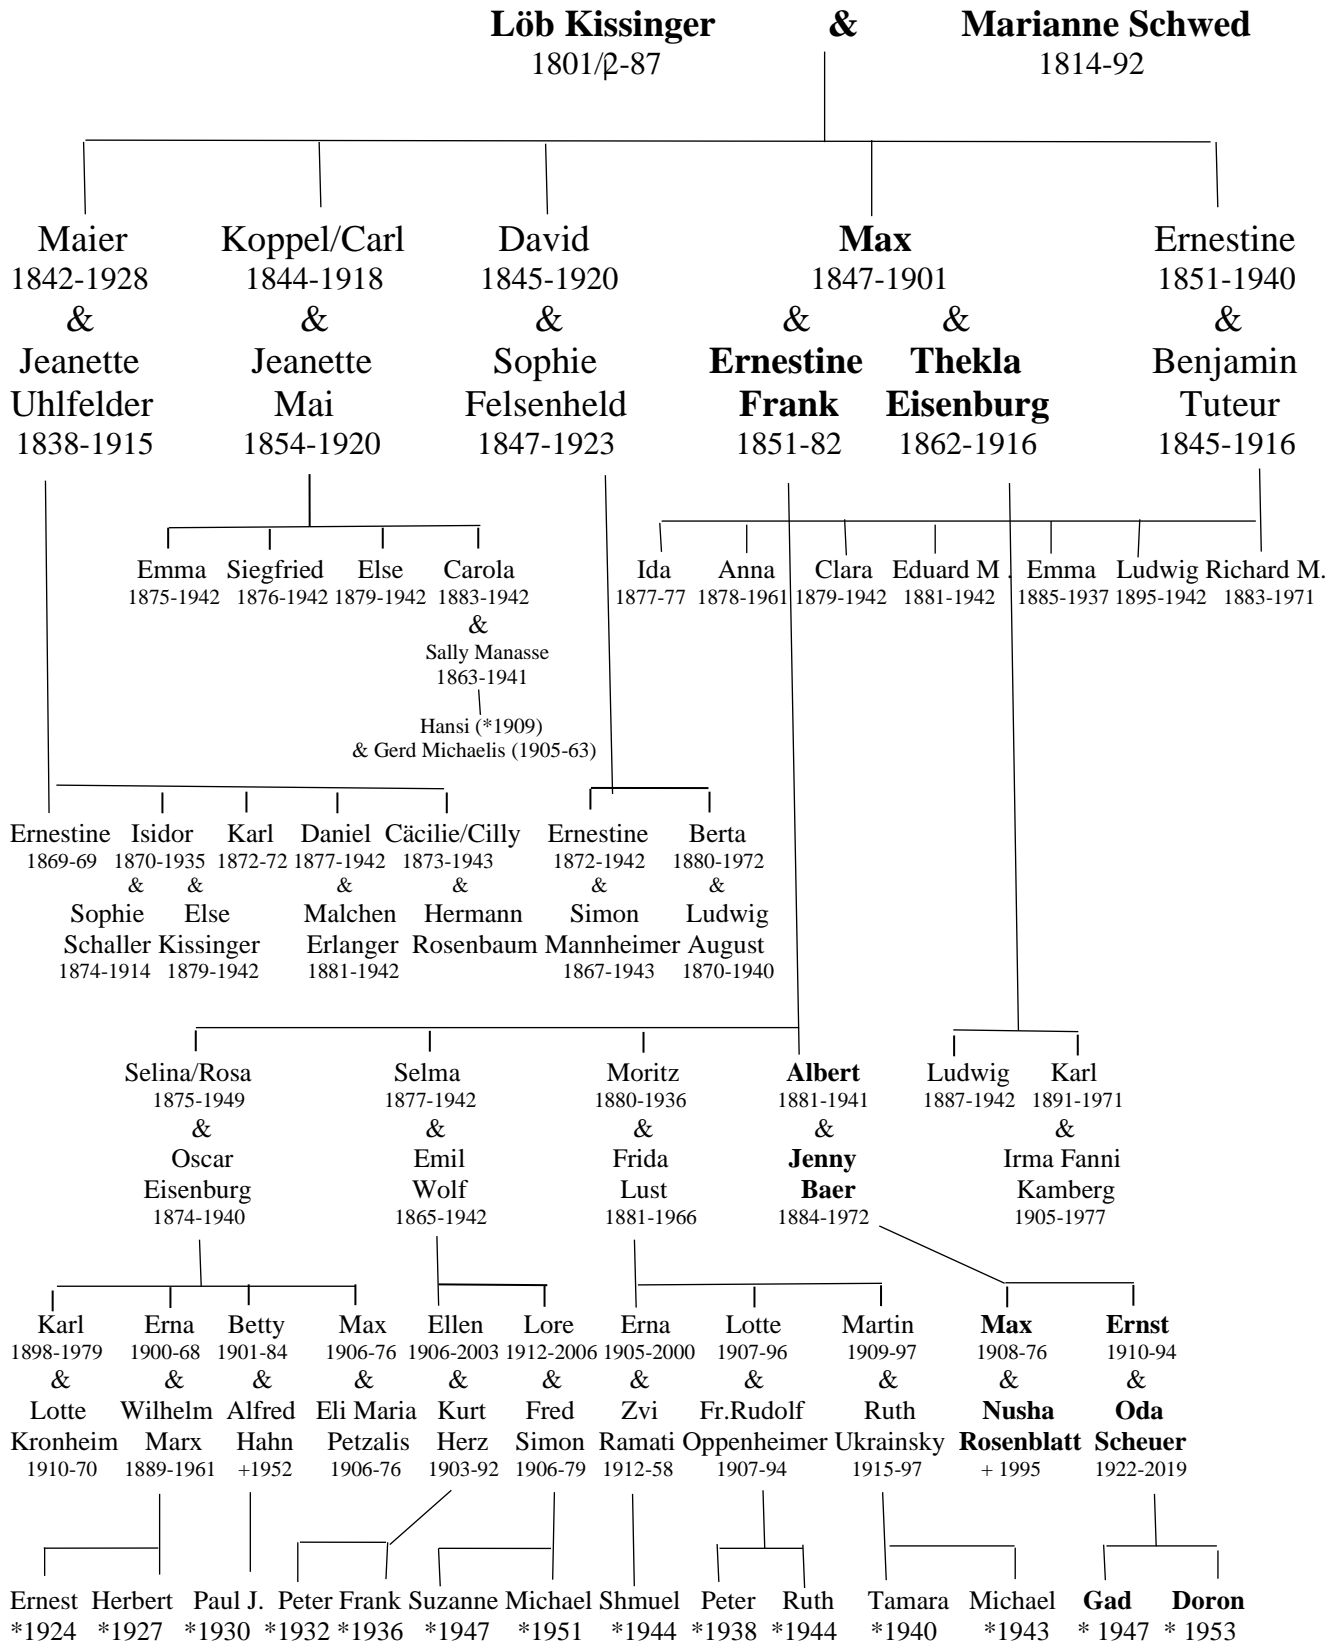 Löb Kissinger & Marianne Schwed
1801/2-87 1814-92
Maier Koppel/Carl David Max Ernestine
1842-1928 1844-1918 1845-1920 1847-1901 1851-1940
& & & & & &
Jeanette Jeanette Sophie Ernestine Thekla Benjamin
Uhlfelder Mai Felsenheld Frank Eisenburg Tuteur
1838-1915 1854-1920 1847-1923 1851-82 1862-1916 1845-1916
Emma Siegfried Else Carola Ida Anna Clara Eduard M . Emma Ludwig Richard M.
1875-1942 1876-1942 1879-1942 1883-1942 1877-77 1878-1961 1879-1942 1881-1942 1885-1937 1895-1942 1883-1971
&
Sally Manasse
1863-1941
Hansi (*1909)
& Gerd Michaelis (1905-63)
Ernestine Isidor Karl Daniel Cäcilie/Cilly Ernestine Berta
1869-69 1870-1935 1872-72 1877-1942 1873-1943 1872-1942 1880-1972
& & & & & &
Sophie Else Malchen Hermann Simon Ludwig
Schaller Kissinger Erlanger Rosenbaum Mannheimer August
1874-1914 1879-1942 1881-1942 1867-1943 1870-1940
Selina/Rosa Selma Moritz Albert Ludwig Karl
1875-1949 1877-1942 1880-1936 1881-1941 1887-1942 1891-1971
& & & & &
Oscar Emil Frida Jenny Irma Fanni
Eisenburg Wolf Lust Baer Kamberg
1874-1940 1865-1942 1881-1966 1884-1972 1905-1977
Karl Erna Betty Max Ellen Lore Erna Lotte Martin Max Ernst
1898-1979 1900-68 1901-84 1906-76 1906-2003 1912-2006 1905-2000 1907-96 1909-97 1908-76 1910-94
& & & & & & & & & & &
Lotte Wilhelm Alfred Eli Maria Kurt Fred Zvi Fr.Rudolf Ruth Nusha Oda
Kronheim Marx Hahn Petzalis Herz Simon Ramati Oppenheimer Ukrainsky Rosenblatt Scheuer
1910-70 1889-1961 +1952 1906-76 1903-92 1906-79 1912-58 1907-94 1915-97 + 1995 1922-2019
Ernest Herbert Paul J. Peter Frank Suzanne Michael Shmuel Peter Ruth Tamara Michael Gad Doron
*1924 *1927 *1930 *1932 *1936 *1947 *1951 *1944 *1938 *1944 *1940 *1943 * 1947 * 1953